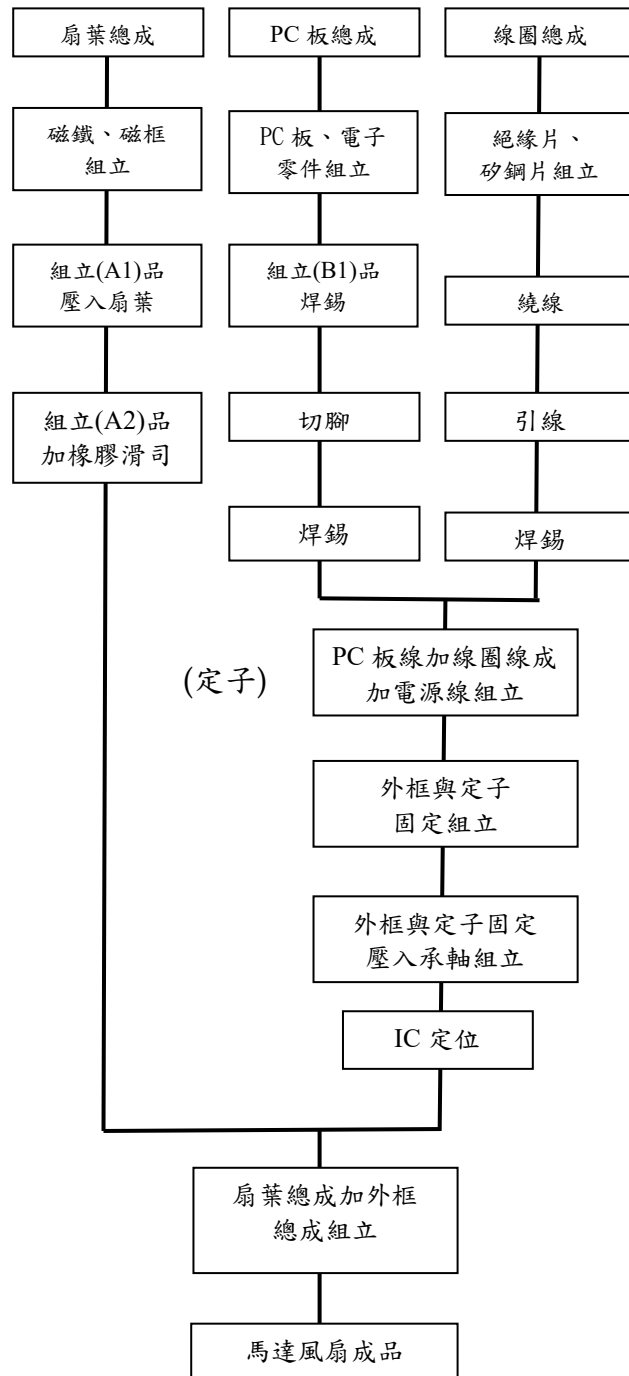 扇葉總成
PC 板總成
線圈總成
磁鐵、磁框
組立
PC 板、電子
零件組立
絕緣片、
矽鋼片組立
組立(A1)品
壓入扇葉
組立(B1)品
焊錫
繞線
組立(A2)品
加橡膠滑司
切腳
引線
焊錫
焊錫
(定子)
PC 板線加線圈線成
加電源線組立
外框與定子
固定組立
外框與定子固定
壓入承軸組立
IC 定位
扇葉總成加外框
總成組立
馬達風扇成品